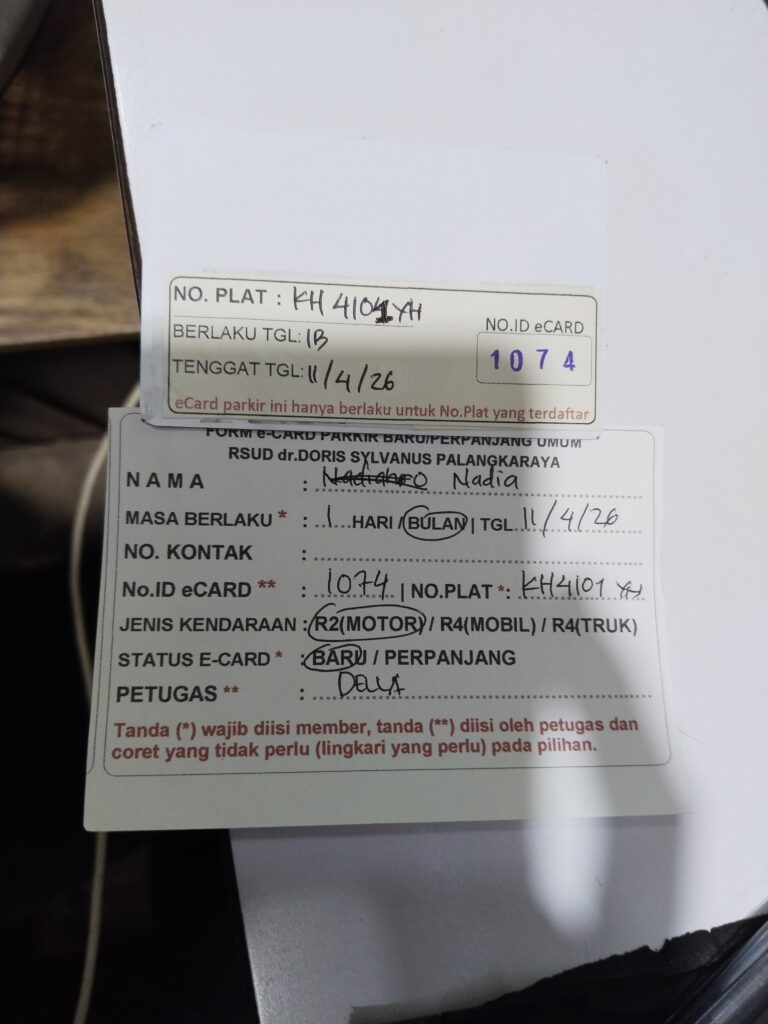 NO. PLAT : KH 4101 YH
BERLAKU TGL: 1B
NO.ID eCARD
1074
TENGGAT TGL: 11/4/26
eCard parkir ini hanya berlaku untuk No.Plat yang terdaftar
FORM e-CARD PARKIR BARU/PERPANJANG UMUM
RSUD dr.DORIS SYLVANUS PALANGKARAYA
NAMA : Nadia
MASA BERLAKU * : 1 HARI / BULAN | TGL 11/4/26
NO. KONTAK :
No.ID eCARD ** : 1074 | NO.PLAT *: KH4101 YH
JENIS KENDARAAN : R2(MOTOR) / R4(MOBIL) / R4(TRUK)
STATUS E-CARD * : BARU / PERPANJANG
PETUGAS ** : DELLA
Tanda (*) wajib diisi member, tanda (**) diisi oleh petugas dan
coret yang tidak perlu (lingkari yang perlu) pada pilihan.